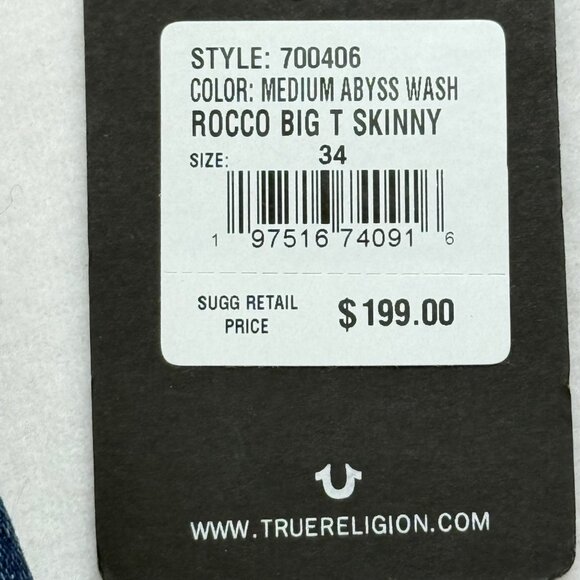 STYLE: 700406
COLOR: MEDIUM ABYSS WASH
ROCCO BIG T SKINNY
SIZE: 34
1 97516 74091 6
SUGG RETAIL PRICE $199.00
WWW.TRUERELIGION.COM